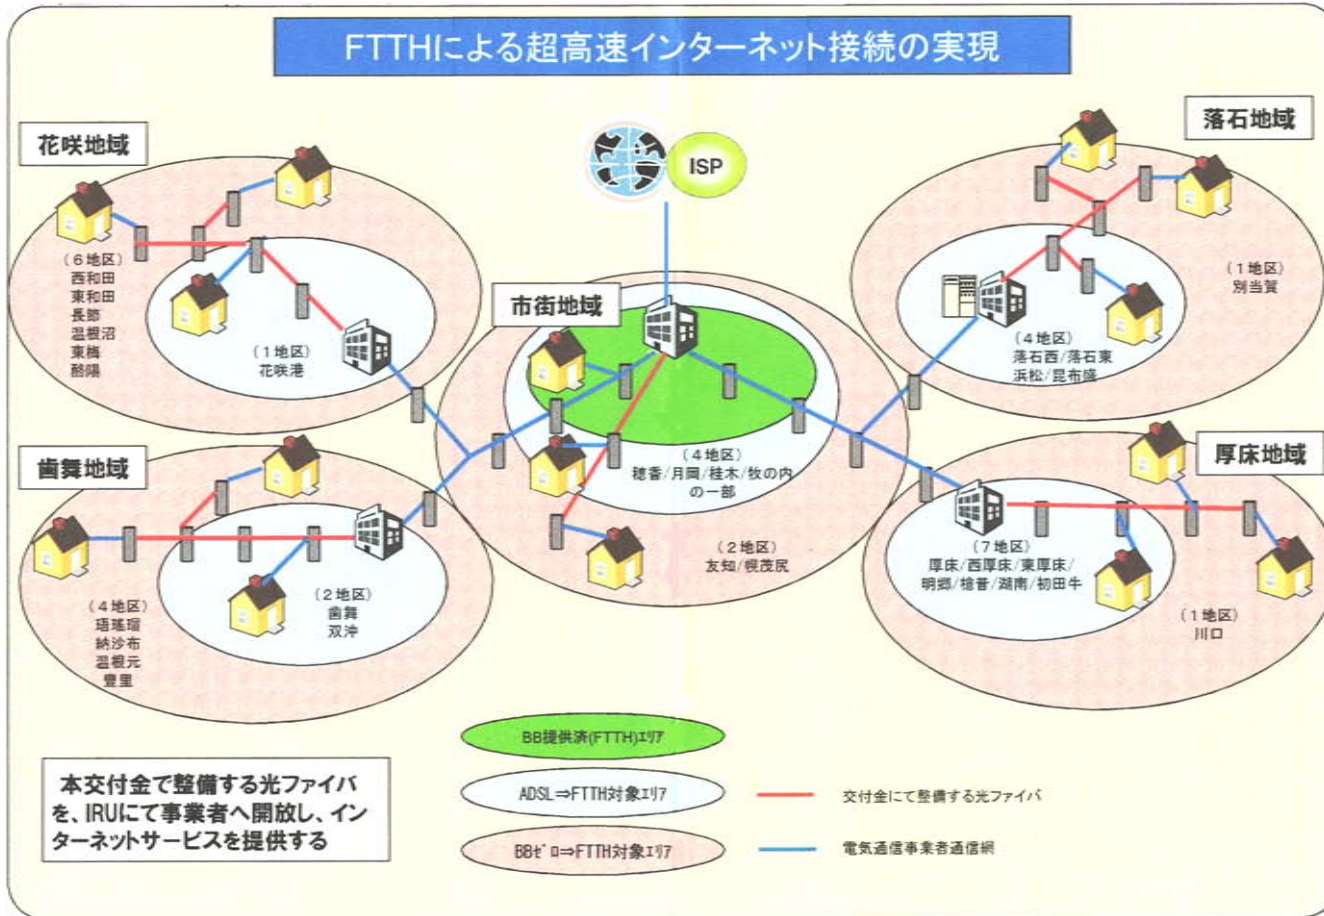 FTTHによる超高速インターネット接続の実現
花咲地域
(6地区)
西和田
東和田
長節
温根沼
東梅
酪陽
(1地区)
花咲港
ISP
市街地域
(4地区)
穂香/月岡/桂木/牧の内
の一部
(2地区)
友知/幌茂尻
落石地域
(1地区)
別当賀
(4地区)
落石西/落石東
浜松/昆布盛
歯舞地域
(4地区)
珸瑤瑁
納沙布
温根元
豊里
(2地区)
歯舞
双沖
厚床地域
(7地区)
厚床/西厚床/東厚床/
明郷/槍昔/湖南/初田牛
(1地区)
川口
本交付金で整備する光ファイバ
を、IRUにて事業者へ開放し、イン
ターネットサービスを提供する
BB提供済(FTTH)エリア
ADSL⇒FTTH対象エリア
BBゼロ⇒FTTH対象エリア
交付金にて整備する光ファイバ
電気通信事業者通信網